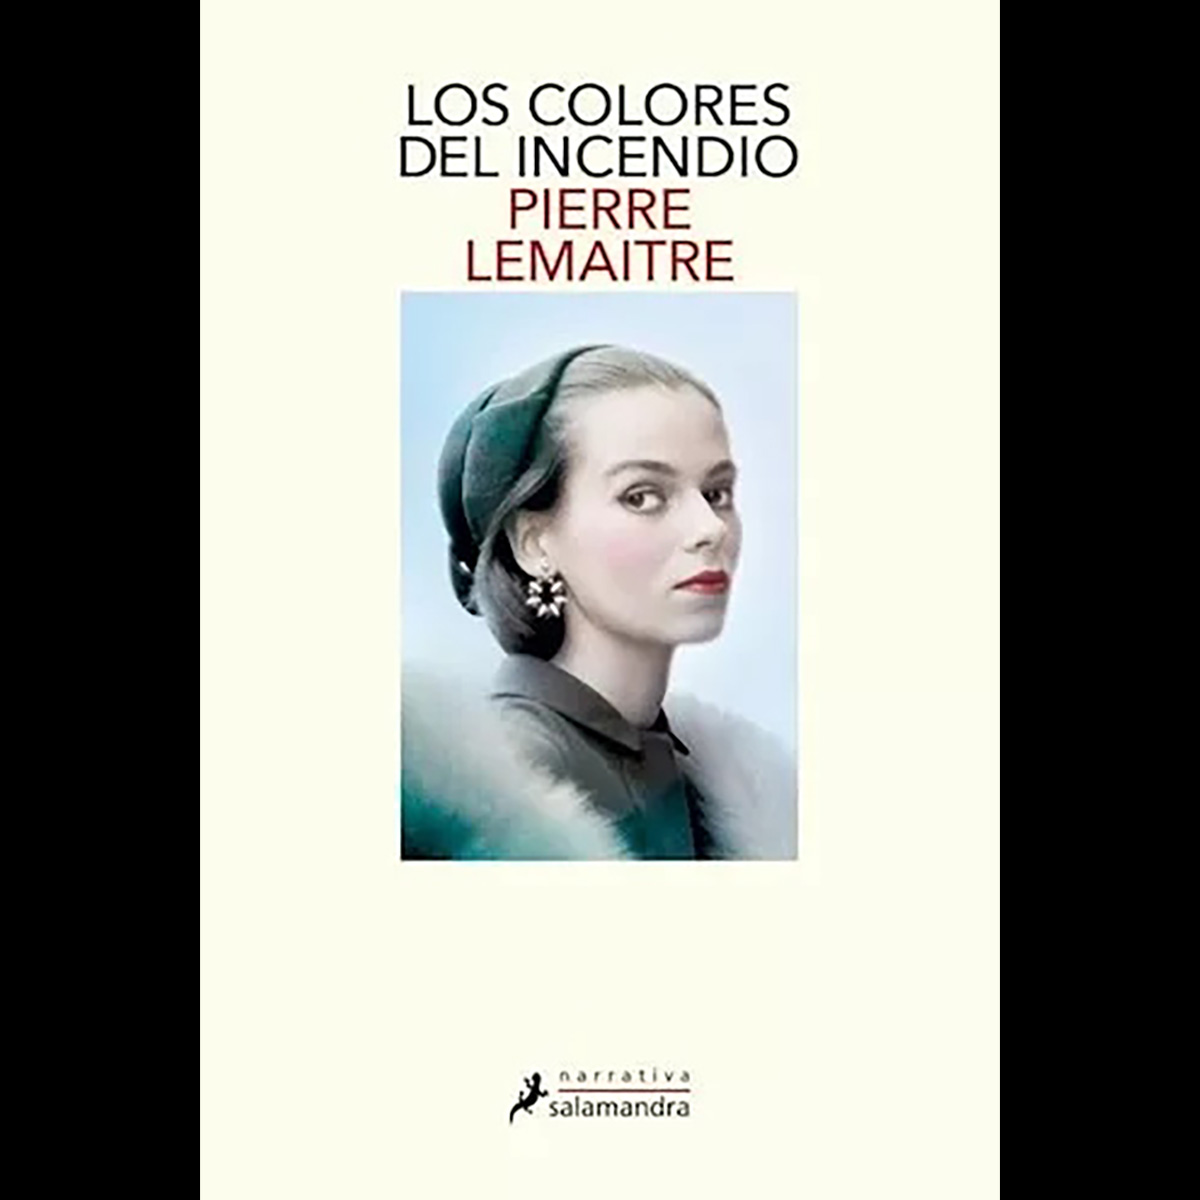 LOS COLORES
DEL INCENDIO
PIERRE
LEMAITRE
narrativa
salamandra